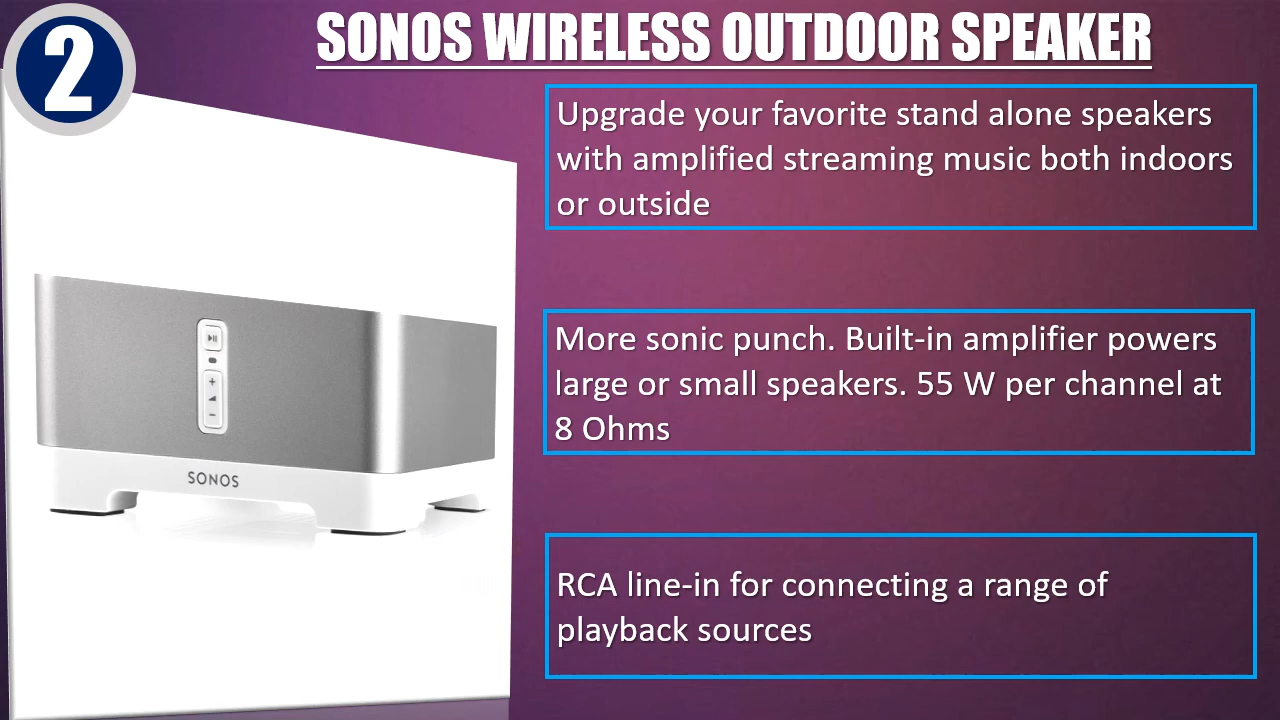 2
SONOS WIRELESS OUTDOOR SPEAKER
Upgrade your favorite stand alone speakers
with amplified streaming music both indoors
or outside
More sonic punch. Built-in amplifier powers
large or small speakers. 55 W per channel at
8 Ohms
RCA line-in for connecting a range of
playback sources
SONOS